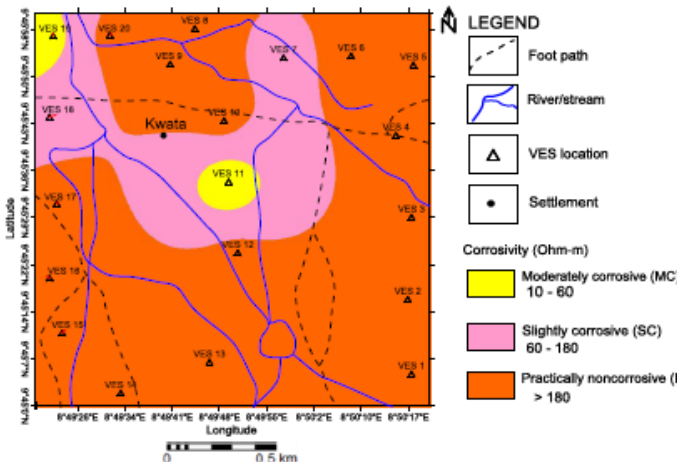 VES 19
VES 20
VES 8
VES 9
VES 7
VES 6
VES 5
VES 18
VES 10
VES 4
Kwata
VES 11
VES 17
VES 3
VES 12
VES 16
VES 2
VES 15
VES 13
VES 1
VES 14
Latitude
8°49'26"E 8°49'34"E 8°49'41"E 8°49'48"E 8°49'55"E 8°50'2"E 8°50'10"E 8°50'17"E
Longitude
0 0.5 km
N
LEGEND
Foot path
River/stream
VES location
Settlement
Corrosivity (Ohm-m)
Moderately corrosive (MC)
10 - 60
Slightly corrosive (SC)
60 - 180
Practically noncorrosive (
> 180